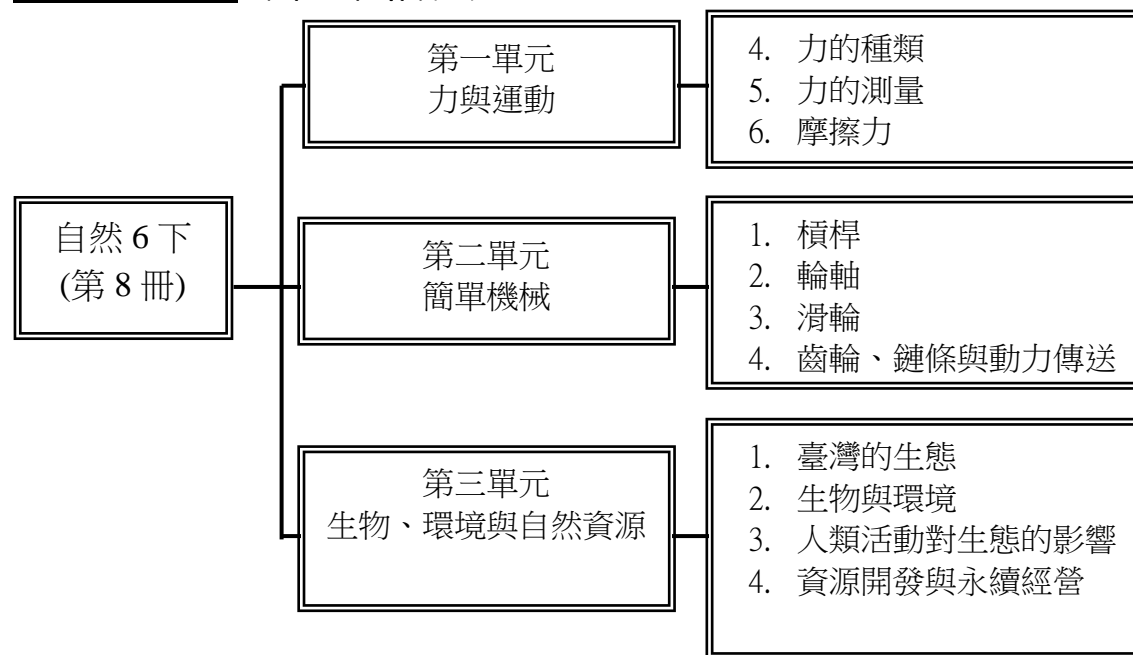 自然 6 下
(第 8 冊)
第一單元
力與運動
4. 力的種類
5. 力的測量
6. 摩擦力
第二單元
簡單機械
1. 槓桿
2. 輪軸
3. 滑輪
4. 齒輪、鏈條與動力傳送
第三單元
生物、環境與自然資源
1. 臺灣的生態
2. 生物與環境
3. 人類活動對生態的影響
4. 資源開發與永續經營